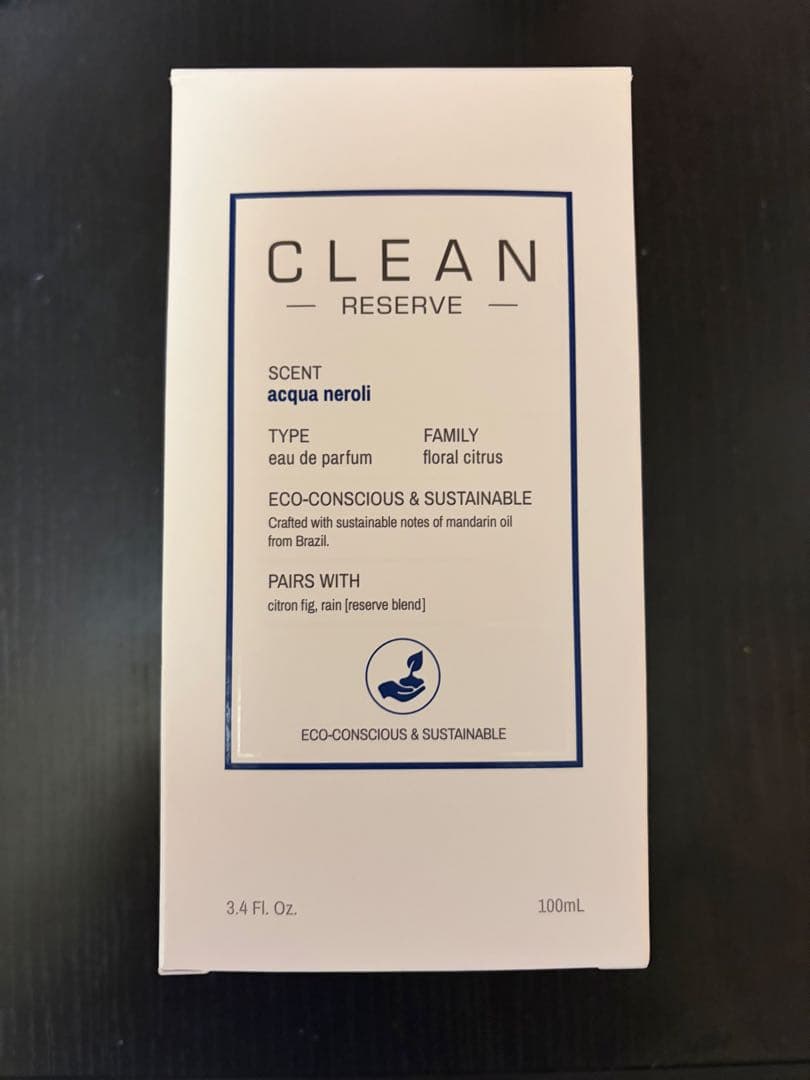 CLEAN
— RESERVE —
SCENT
acqua neroli
TYPE FAMILY
eau de parfum floral citrus
ECO-CONSCIOUS & SUSTAINABLE
Crafted with sustainable notes of mandarin oil
from Brazil.
PAIRS WITH
citron fig, rain [reserve blend]
ECO-CONSCIOUS & SUSTAINABLE
3.4 Fl. Oz. 100mL